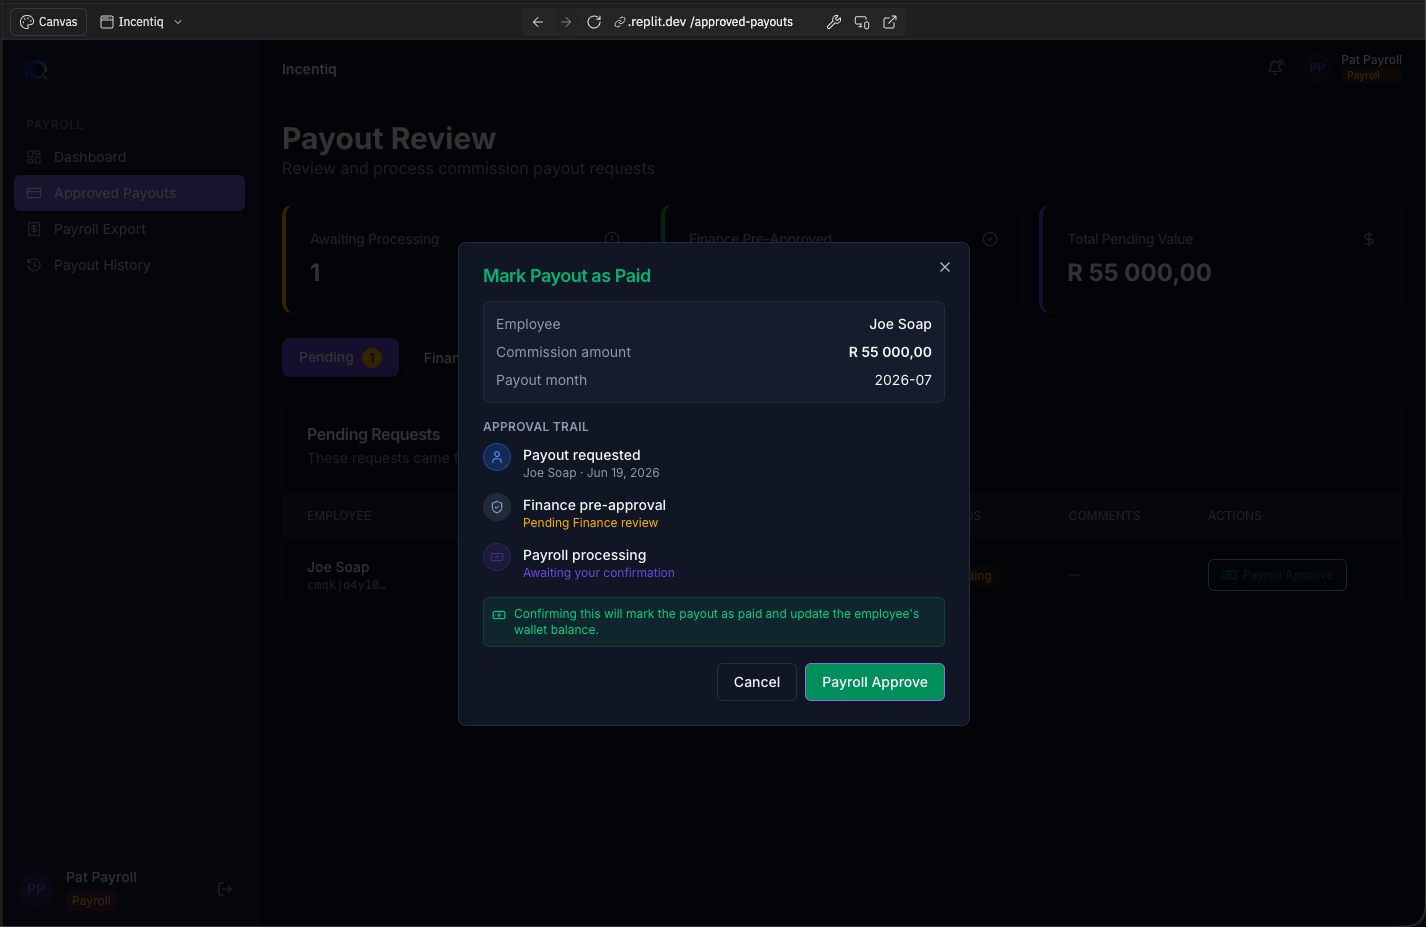 Canvas
Incentiq
.replit.dev /approved-payouts
iQ
Incentiq
PP
Pat Payroll
Payroll
PAYROLL
Dashboard
Approved Payouts
Payroll Export
Payout History
Payout Review
Review and process commission payout requests
Awaiting Processing
1
Finance Pre-Approved
Total Pending Value
R 55 000,00
Pending 1
Finan
Pending Requests
These requests came f
EMPLOYEE
US
COMMENTS
ACTIONS
Joe Soap
cmqkjo4y10…
ding
—
Payroll Approve
Mark Payout as Paid
Employee Joe Soap
Commission amount R 55 000,00
Payout month 2026-07
APPROVAL TRAIL
Payout requested
Joe Soap · Jun 19, 2026
Finance pre-approval
Pending Finance review
Payroll processing
Awaiting your confirmation
Confirming this will mark the payout as paid and update the employee's
wallet balance.
Cancel
Payroll Approve
PP
Pat Payroll
Payroll